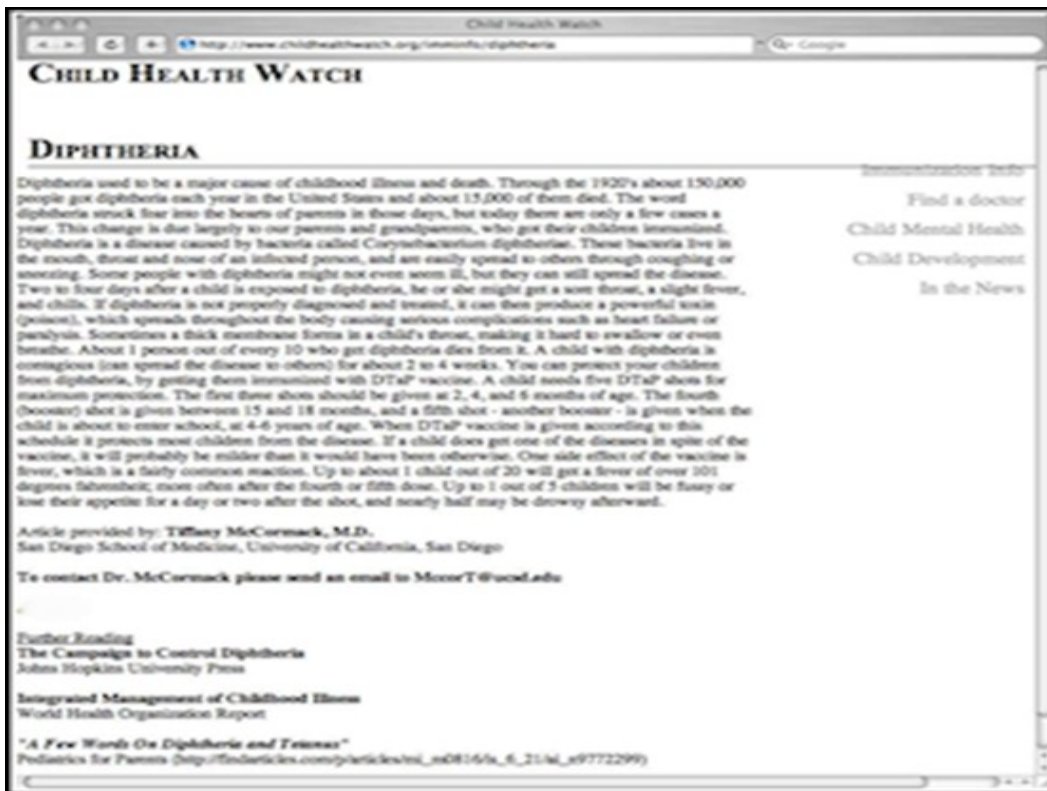 Child Health Watch
http://www.childhealthwatch.org/imminfo/diphtheria
Google
CHILD HEALTH WATCH
DIPHTHERIA
Diphtheria used to be a major cause of childhood illness and death. Through the 1920's about 150,000
people got diphtheria each year in the United States and about 15,000 of them died. The word
diphtheria struck fear into the hearts of parents in those days, but today there are only a few cases a
year. This change is due largely to our parents and grandparents, who got their children immunized.
Diphtheria is a disease caused by bacteria called Corynebacterium diphtheriae. These bacteria live in
the mouth, throat and nose of an infected person, and are easily spread to others through coughing or
sneezing. Some people with diphtheria might not even seem ill, but they can still spread the disease.
Two to four days after a child is exposed to diphtheria, he or she might get a sore throat, a slight fever,
and chills. If diphtheria is not properly diagnosed and treated, it can then produce a powerful toxin
(poison), which spreads throughout the body causing serious complications such as heart failure or
paralysis. Sometimes a thick membrane forms in a child's throat, making it hard to swallow or even
breathe. About 1 person out of every 10 who get diphtheria dies from it. A child with diphtheria is
contagious (can spread the disease to others) for about 2 to 4 weeks. You can protect your children
from diphtheria, by getting them immunized with DTaP vaccine. A child needs five DTaP shots for
maximum protection. The first three shots should be given at 2, 4, and 6 months of age. The fourth
(booster) shot is given between 15 and 18 months, and a fifth shot - another booster - is given when the
child is about to enter school, at 4-6 years of age. When DTaP vaccine is given according to this
schedule it protects most children from the disease. If a child does get one of the diseases in spite of the
vaccine, it will probably be milder than it would have been otherwise. One side effect of the vaccine is
fever, which is a fairly common reaction. Up to about 1 child out of 20 will get a fever of over 101
degrees fahrenheit; more often after the fourth or fifth dose. Up to 1 out of 5 children will be fussy or
lose their appetite for a day or two after the shot, and nearly half may be drowsy afterward.
Immunization Info
Find a doctor
Child Mental Health
Child Development
In the News
Article provided by: Tiffany McCormack, M.D.
San Diego School of Medicine, University of California, San Diego
To contact Dr. McCormack please send an email to MccorT@ucsd.edu
Further Reading
The Campaign to Control Diphtheria
Johns Hopkins University Press
Integrated Management of Childhood Illness
World Health Organization Report
"A Few Words On Diphtheria and Tetanus"
Pediatrics for Parents (http://findarticles.com/p/articles/mi_m0816/is_6_21/ai_n9772299)